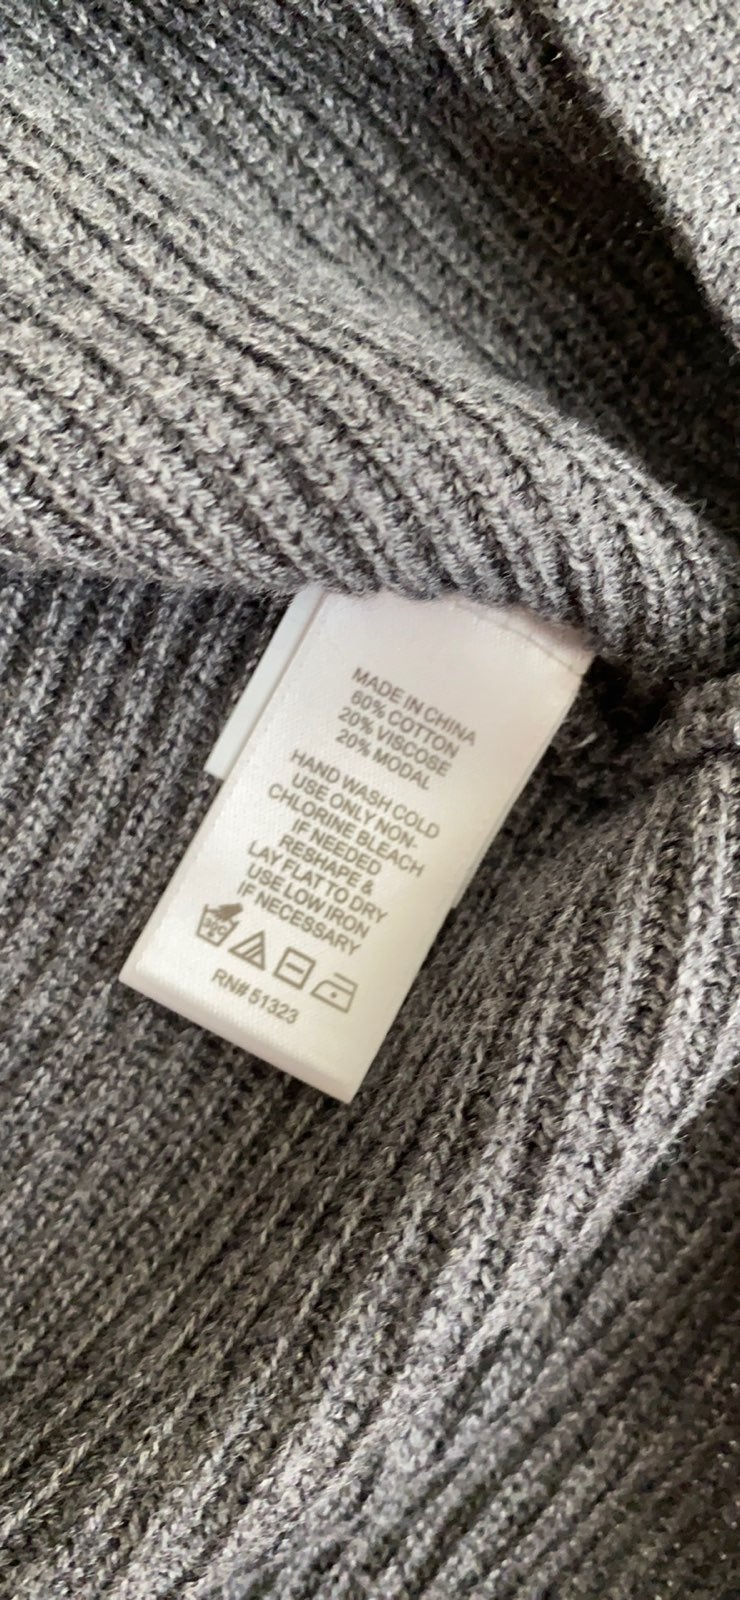 MADE IN CHINA
60% COTTON
20% VISCOSE
20% MODAL
HAND WASH COLD
USE ONLY NON-
CHLORINE BLEACH
IF NEEDED
RESHAPE &
LAY FLAT TO DRY
USE LOW IRON
IF NECESSARY
RN# 51323